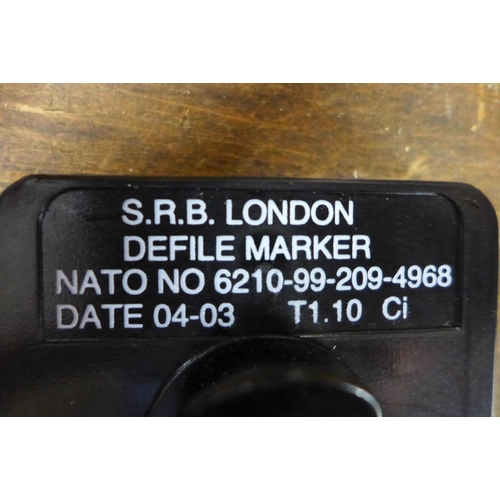 S.R.B. LONDON
DEFILE MARKER
NATO NO 6210-99-209-4968
DATE 04-03 T1.10 Ci